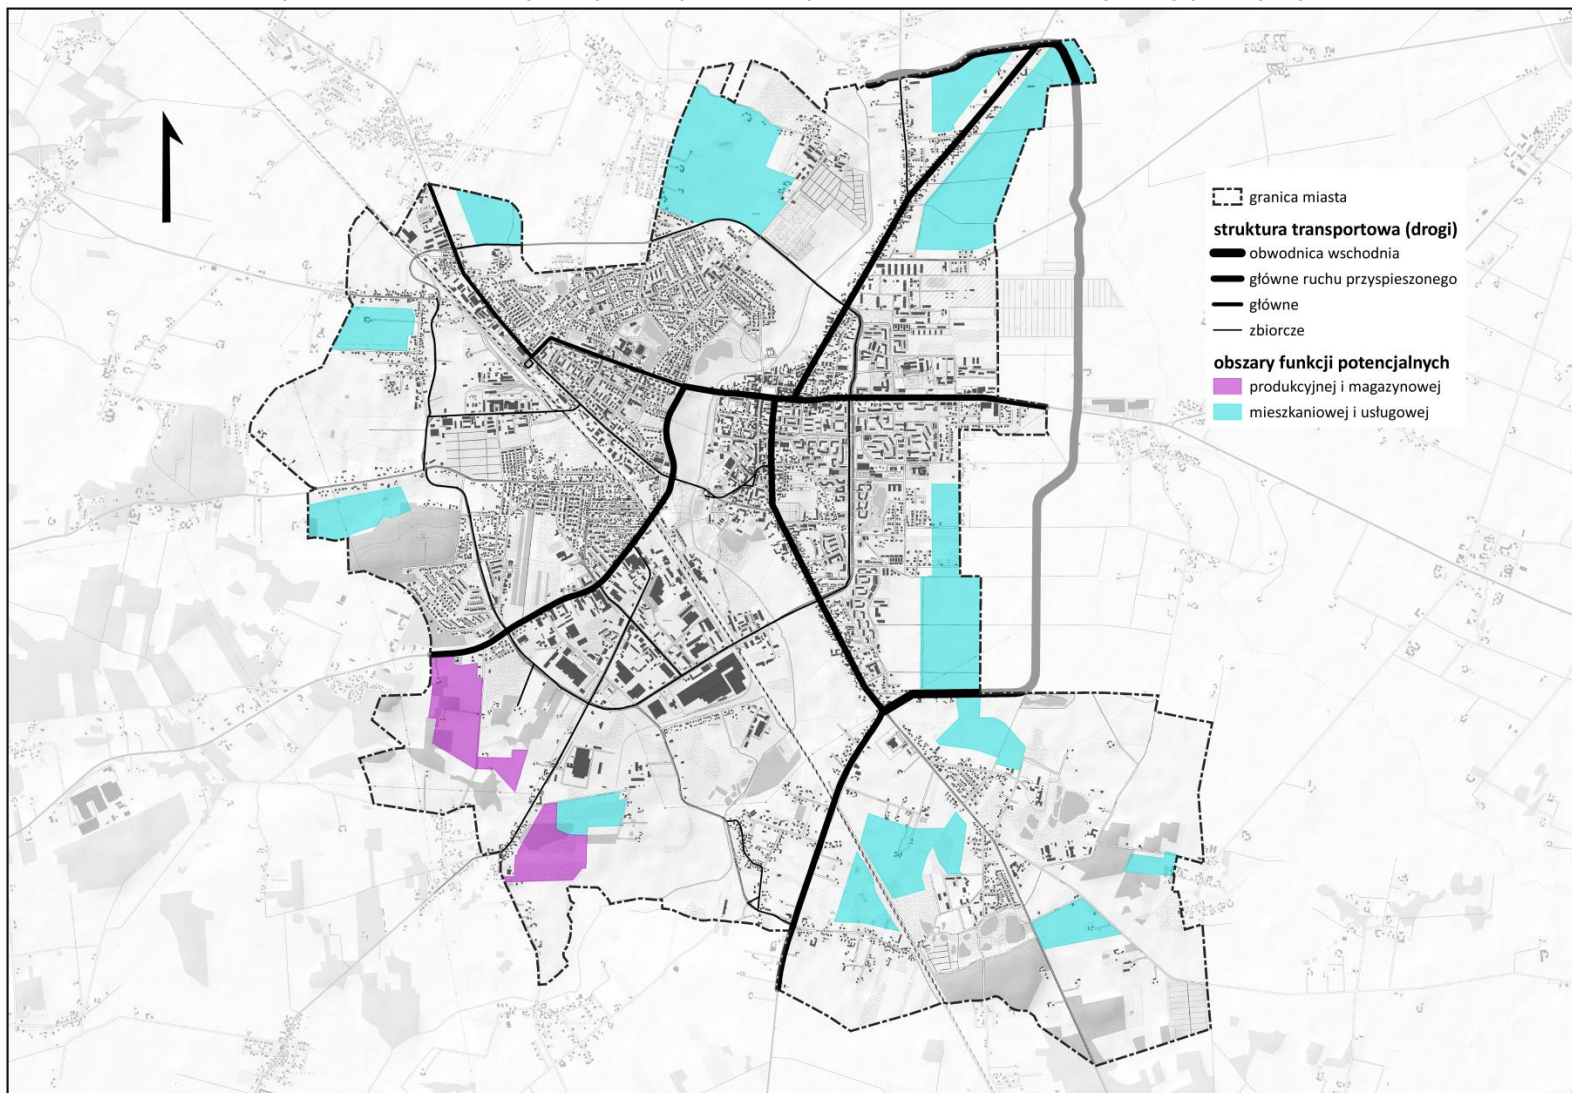 granica miasta
struktura transportowa (drogi)
obwodnica wschodnia
główne ruchu przyspieszonego
główne
zbiorcze
obszary funkcji potencjalnych
produkcyjnej i magazynowej
mieszkaniowej i usługowej